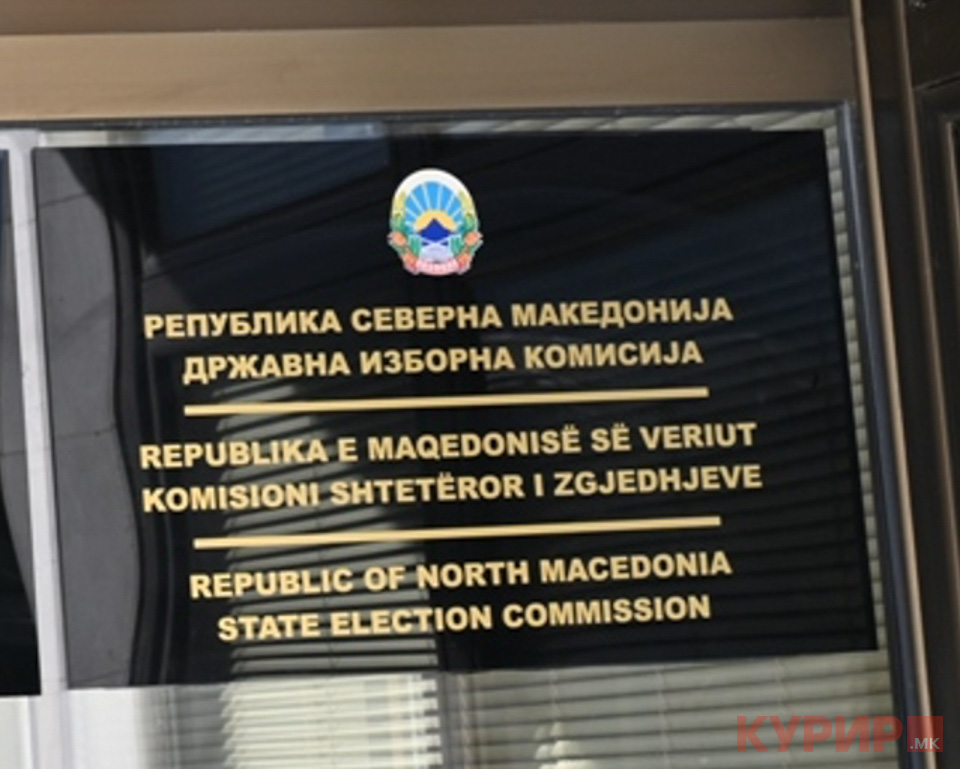 РЕПУБЛИКА СЕВЕРНА МАКЕДОНИЈА
ДРЖАВНА ИЗБОРНА КОМИСИЈА
REPUBLIKA E MAQEDONISË SË VERIUT
KOMISIONI SHTETËROR I ZGJEDHJEVE
REPUBLIC OF NORTH MACEDONIA
STATE ELECTION COMMISSION
КУРИР
.МК